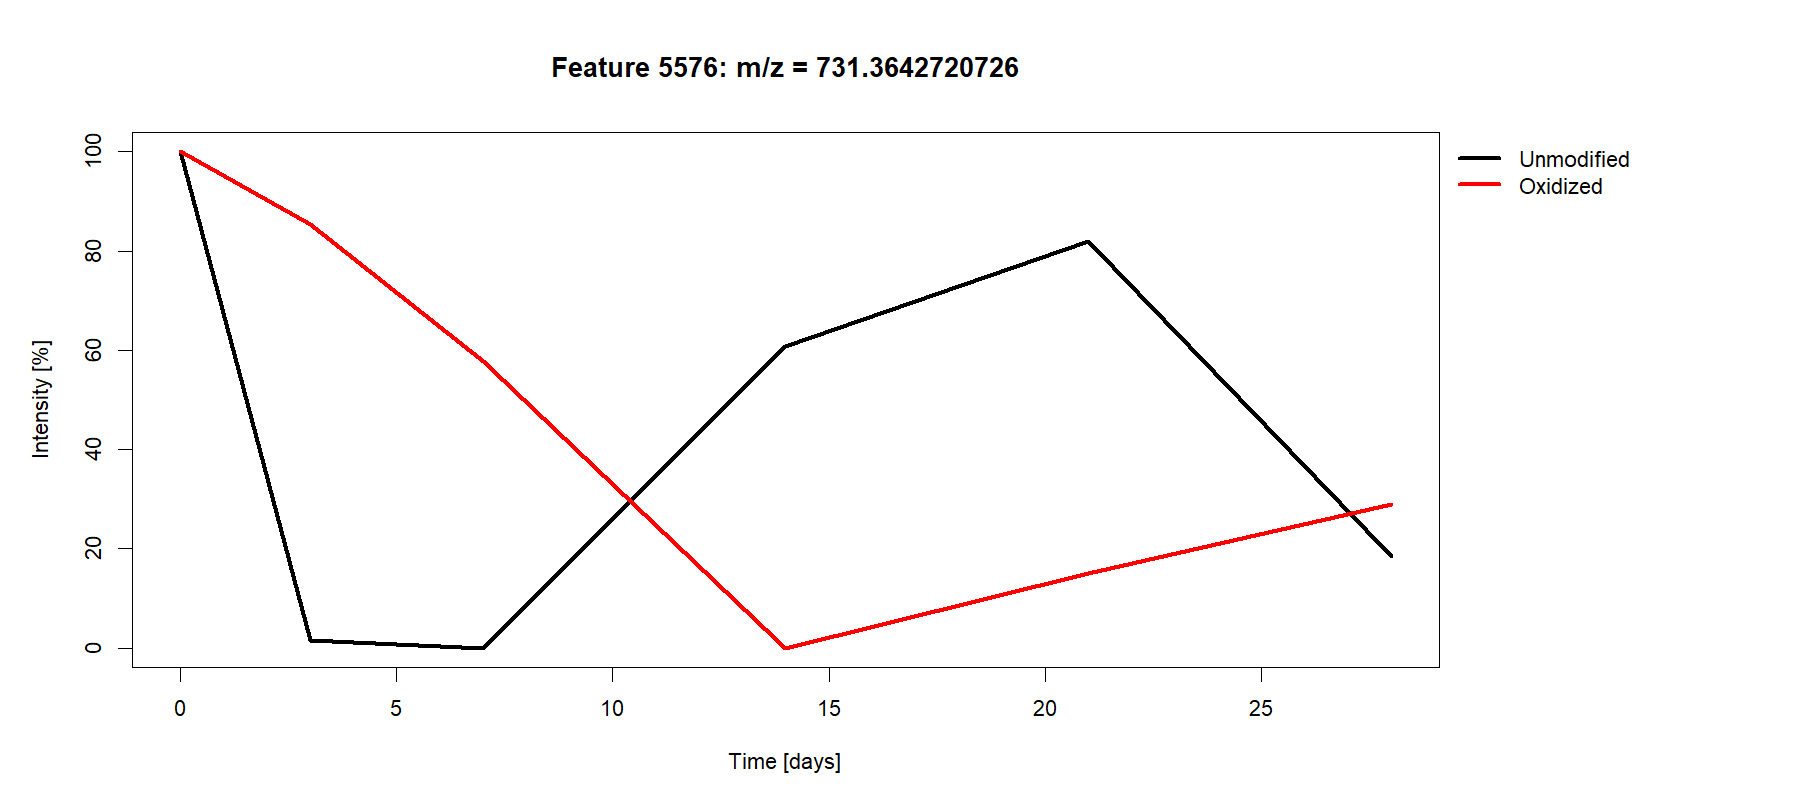 Feature 5576: m/z = 731.3642720726
Unmodified
Oxidized
Intensity [%]
100
80
60
40
20
0
0 5 10 15 20 25
Time [days]